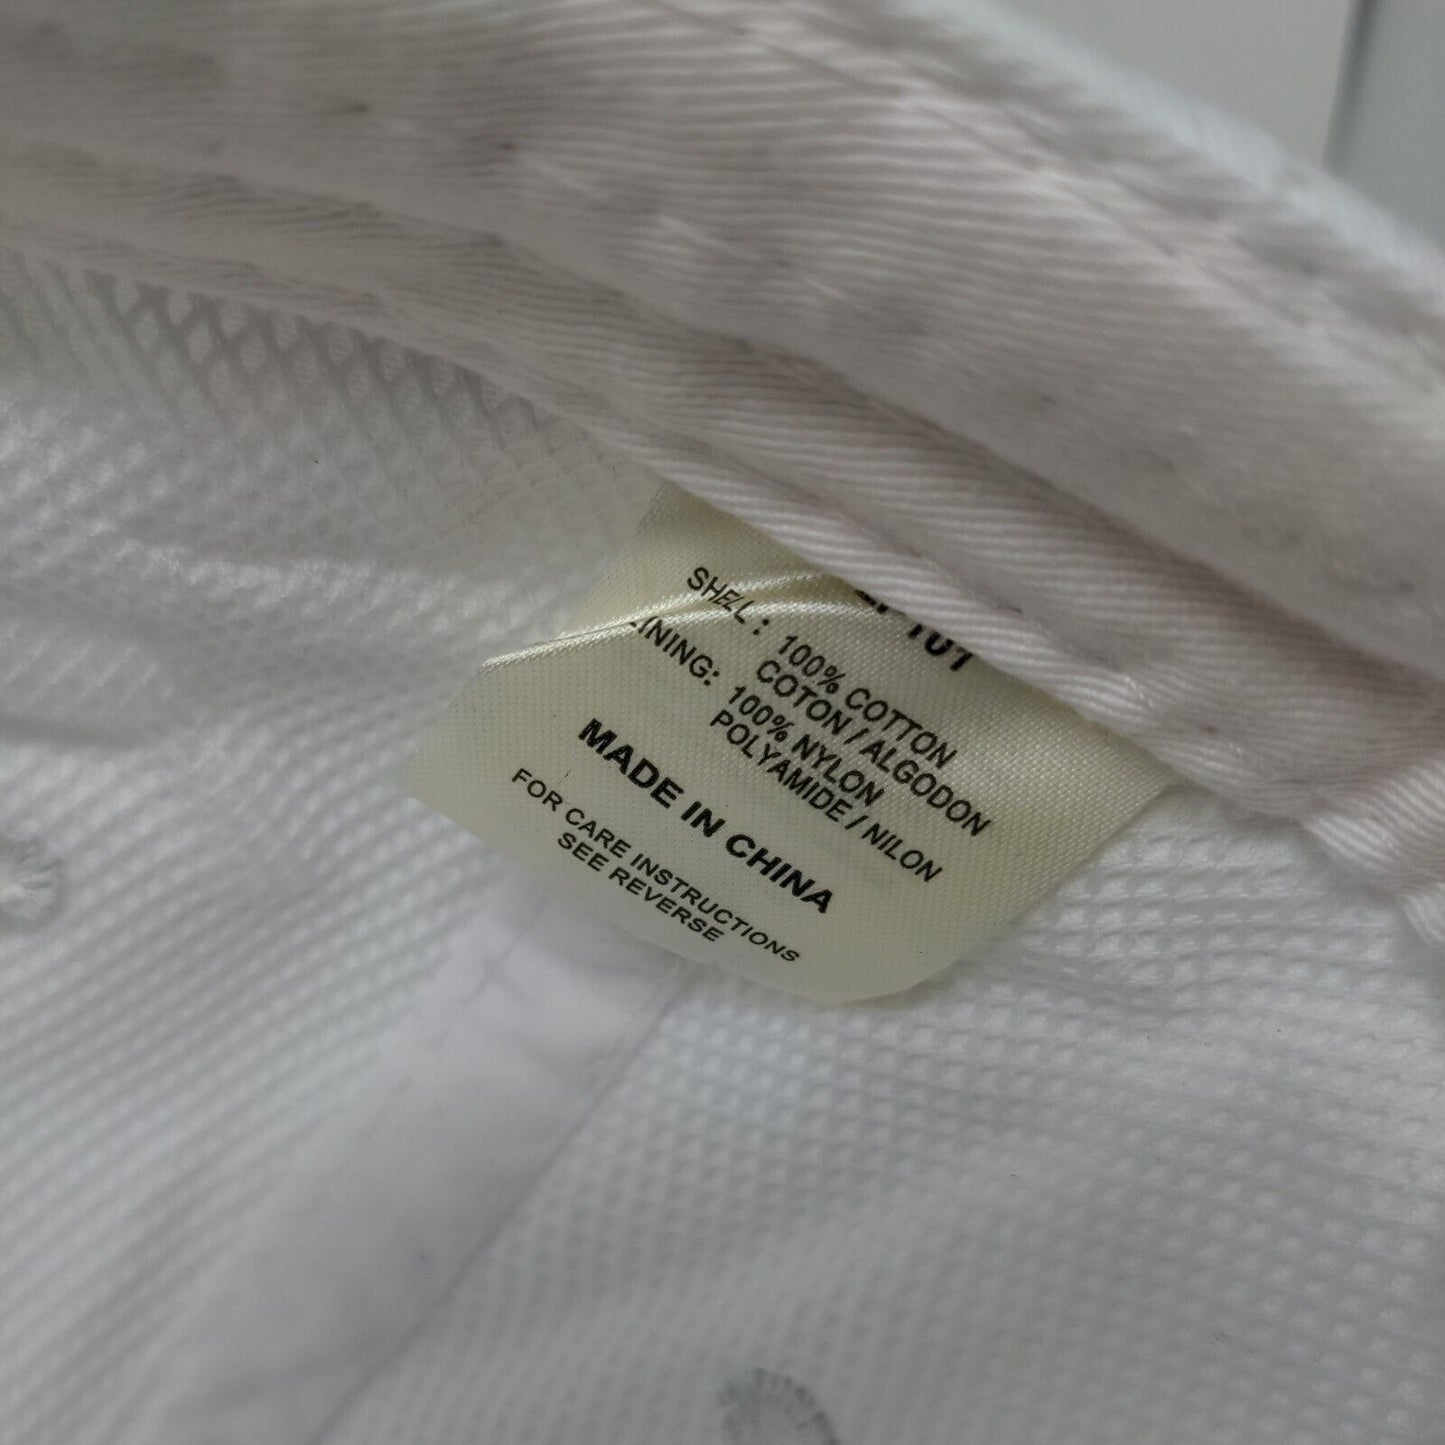 SHELL : 100% COTTON
COTON / ALGODON
LINING: 100% NYLON
POLYAMIDE / NILON
MADE IN CHINA
FOR CARE INSTRUCTIONS
SEE REVERSE